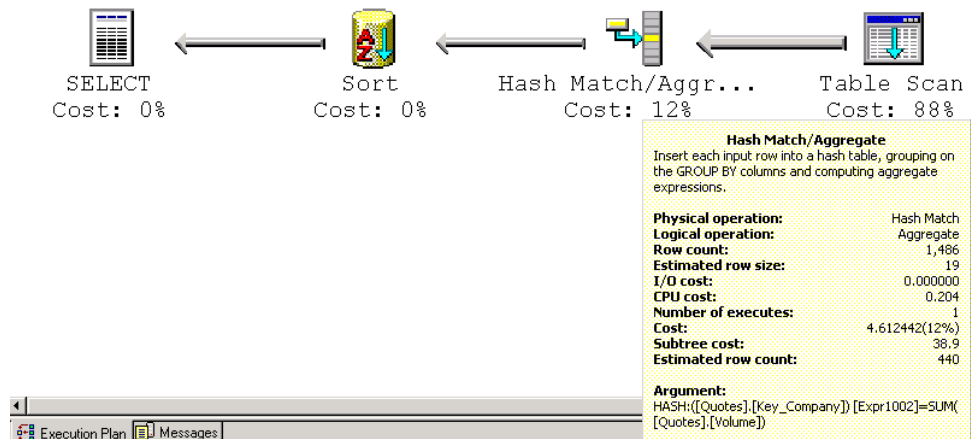 SELECT Sort Hash Match/Aggr... Table Scan
Cost: 0% Cost: 0% Cost: 12% Cost: 88%
Hash Match/Aggregate
Insert each input row into a hash table, grouping on
the GROUP BY columns and computing aggregate
expressions.
Physical operation: Hash Match
Logical operation: Aggregate
Row count: 1,486
Estimated row size: 19
I/O cost: 0.000000
CPU cost: 0.204
Number of executes: 1
Cost: 4.612442(12%)
Subtree cost: 38.9
Estimated row count: 440
Argument:
HASH:([Quotes].[Key_Company]) [Expr1002]=SUM(
[Quotes].[Volume])
Execution Plan Messages